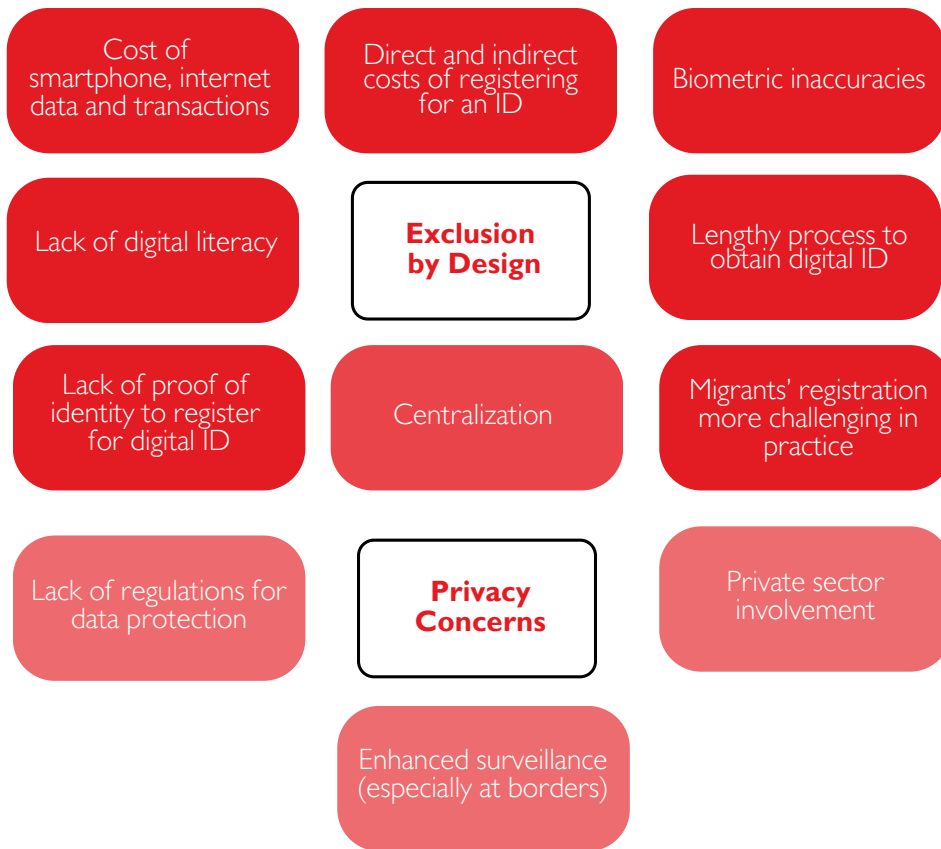 Cost of
smartphone, internet
data and transactions
Direct and indirect
costs of registering
for an ID
Biometric inaccuracies
Lack of digital literacy
Exclusion
by Design
Lengthy process to
obtain digital ID
Lack of proof of
identity to register
for digital ID
Centralization
Migrants’ registration
more challenging in
practice
Lack of regulations for
data protection
Privacy
Concerns
Private sector
involvement
Enhanced surveillance
(especially at borders)